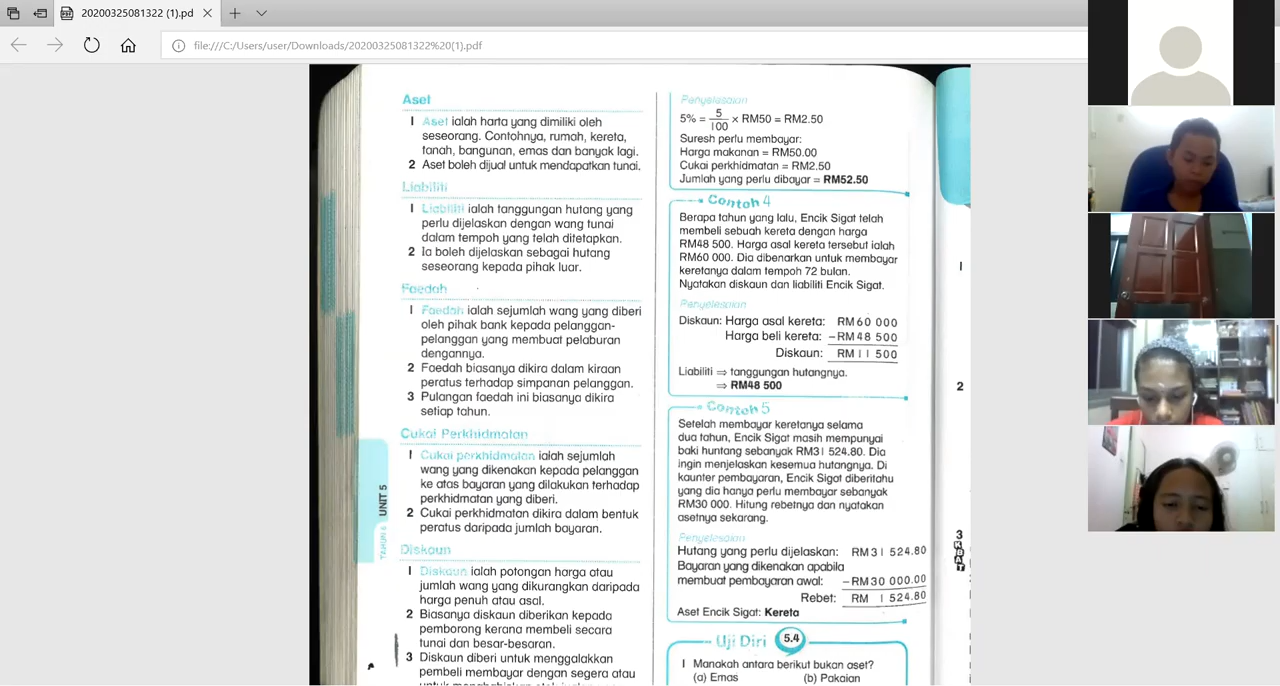 20200325081322 (1).pd
file:///C:/Users/user/Downloads/20200325081322%20(1).pdf
Aset
1 Aset ialah harta yang dimiliki oleh
seseorang. Contohnya, rumah, kereta,
tanah, bangunan, emas dan banyak lagi.
2 Aset boleh dijual untuk mendapatkan tunai.
Liabiliti
1 Liabiliti ialah tanggungan hutang yang
perlu dijelaskan dengan wang tunai
dalam tempoh yang telah ditetapkan.
2 Ia boleh dijelaskan sebagai hutang
seseorang kepada pihak luar.
Faedah
1 Faedah ialah sejumlah wang yang diberi
oleh pihak bank kepada pelanggan-
pelanggan yang membuat pelaburan
dengannya.
2 Faedah biasanya dikira dalam kiraan
peratus terhadap simpanan pelanggan.
3 Pulangan faedah ini biasanya dikira
setiap tahun.
Cukai Perkhidmatan
1 Cukai perkhidmatan ialah sejumlah
wang yang dikenakan kepada pelanggan
ke atas bayaran yang dilakukan terhadap
perkhidmatan yang diberi.
2 Cukai perkhidmatan dikira dalam bentuk
peratus daripada jumlah bayaran.
Diskaun
1 Diskaun ialah potongan harga atau
jumlah wang yang dikurangkan daripada
harga penuh atau asal.
2 Biasanya diskaun diberikan kepada
pemborong kerana membeli secara
tunai dan besar-besaran.
3 Diskaun diberi untuk menggalakkan
pembeli membayar dengan segera atau
UNIT 5
TAHUN 6
Penyelesaian
5% = 5/100 × RM50 = RM2.50
Suresh perlu membayar:
Harga makanan = RM50.00
Cukai perkhidmatan = RM2.50
Jumlah yang perlu dibayar = RM52.50
Contoh 4
Berapa tahun yang lalu, Encik Sigat telah
membeli sebuah kereta dengan harga
RM48 500. Harga asal kereta tersebut ialah
RM60 000. Dia dibenarkan untuk membayar
keretanya dalam tempoh 72 bulan.
Nyatakan diskaun dan liabiliti Encik Sigat.
Penyelesaian
Diskaun: Harga asal kereta: RM60 000
Harga beli kereta: −RM48 500
Diskaun: RM11 500
Liabiliti ⇒ tanggungan hutangnya.
⇒ RM48 500
Contoh 5
Setelah membayar keretanya selama
dua tahun, Encik Sigat masih mempunyai
baki huntang sebanyak RM31 524.80. Dia
ingin menjelaskan kesemua hutangnya. Di
kaunter pembayaran, Encik Sigat diberitahu
yang dia hanya perlu membayar sebanyak
RM30 000. Hitung rebetnya dan nyatakan
asetnya sekarang.
Penyelesaian
Hutang yang perlu dijelaskan: RM31 524.80
Bayaran yang dikenakan apabila
membuat pembayaran awal: −RM30 000.00
Rebet: RM 1 524.80
Aset Encik Sigat: Kereta
Uji Diri 5.4
1 Manakah antara berikut bukan aset?
(a) Emas (b) Pakaian
1
2
3
KBAT